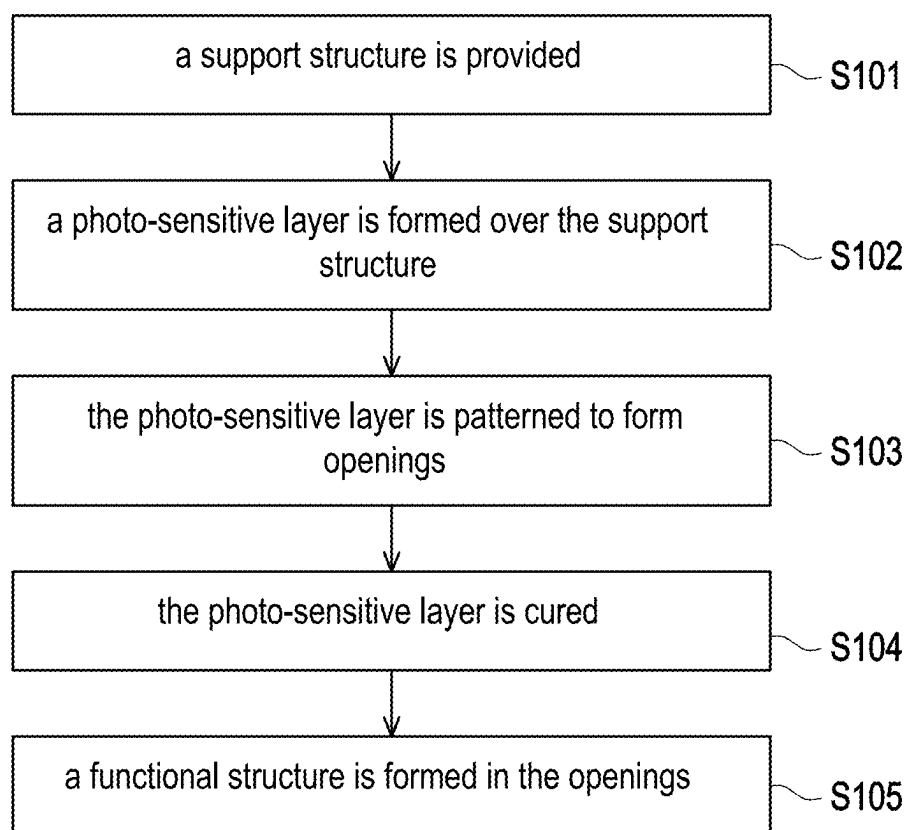 a support structure is provided
S101
a photo-sensitive layer is formed over the support
structure
S102
the photo-sensitive layer is patterned to form
openings
S103
the photo-sensitive layer is cured
S104
a functional structure is formed in the openings
S105